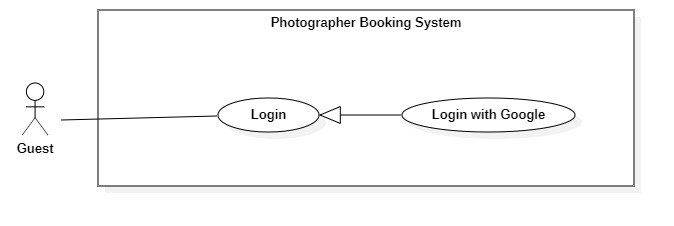 Photographer Booking System
Login
Login with Google
Guest